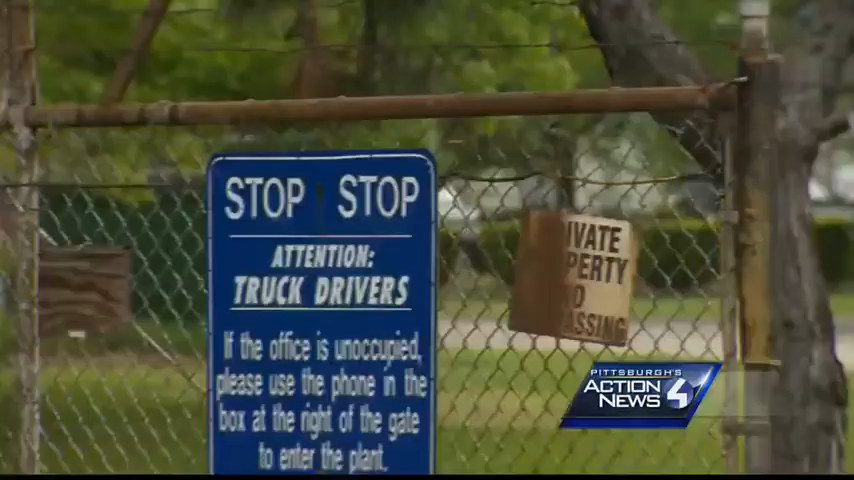 STOP STOP
ATTENTION:
TRUCK DRIVERS
If the office is unoccupied,
please use the phone in the
box at the right of the gate
to enter the plant.
IVATE
PERTY
O
ASSING
PITTSBURGH'S
ACTION
NEWS 4